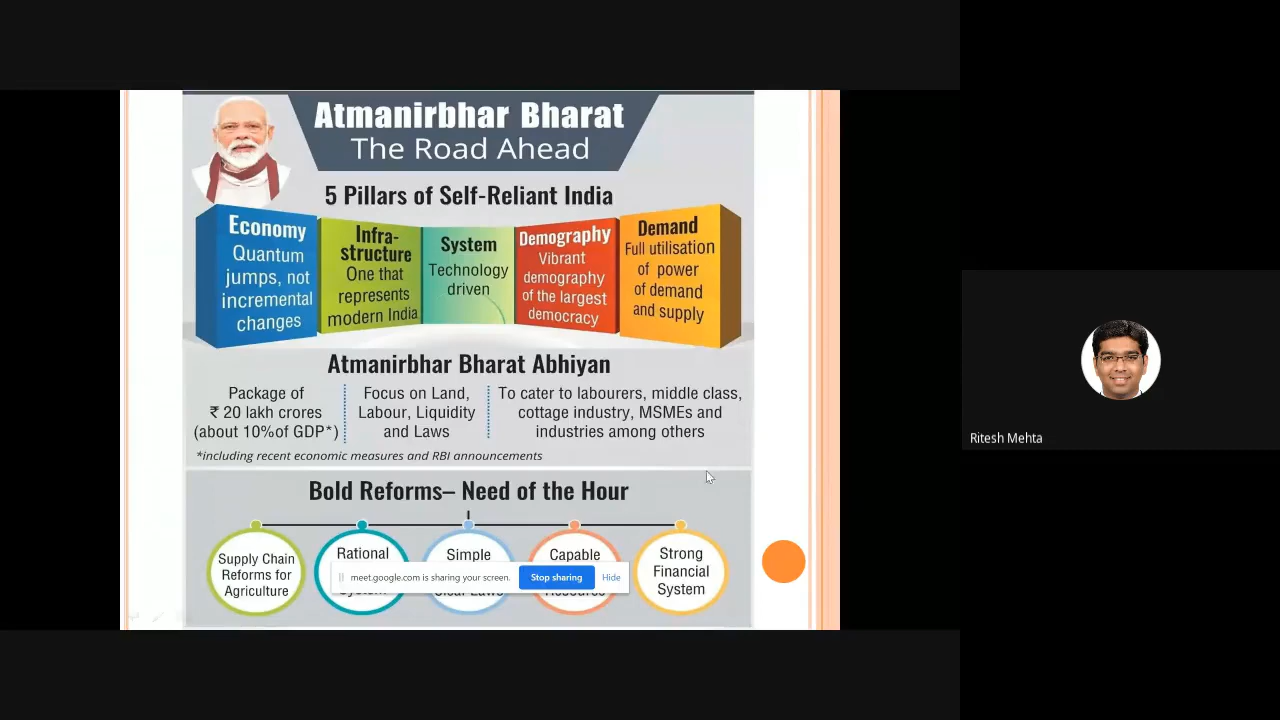 Atmanirbhar Bharat
The Road Ahead
5 Pillars of Self-Reliant India
Economy
Quantum
jumps, not
incremental
changes
Infra-
structure
One that
represents
modern India
System
Technology
driven
Demography
Vibrant
demography
of the largest
democracy
Demand
Full utilisation
of power
of demand
and supply
Atmanirbhar Bharat Abhiyan
Package of
₹ 20 lakh crores
(about 10%of GDP*)
Focus on Land,
Labour, Liquidity
and Laws
To cater to labourers, middle class,
cottage industry, MSMEs and
industries among others
*including recent economic measures and RBI announcements
Bold Reforms– Need of the Hour
Supply Chain
Reforms for
Agriculture
Rational
System
Simple
Clear Laws
Capable
Resource
Strong
Financial
System
meet.google.com is sharing your screen.
Stop sharing
Hide
Ritesh Mehta